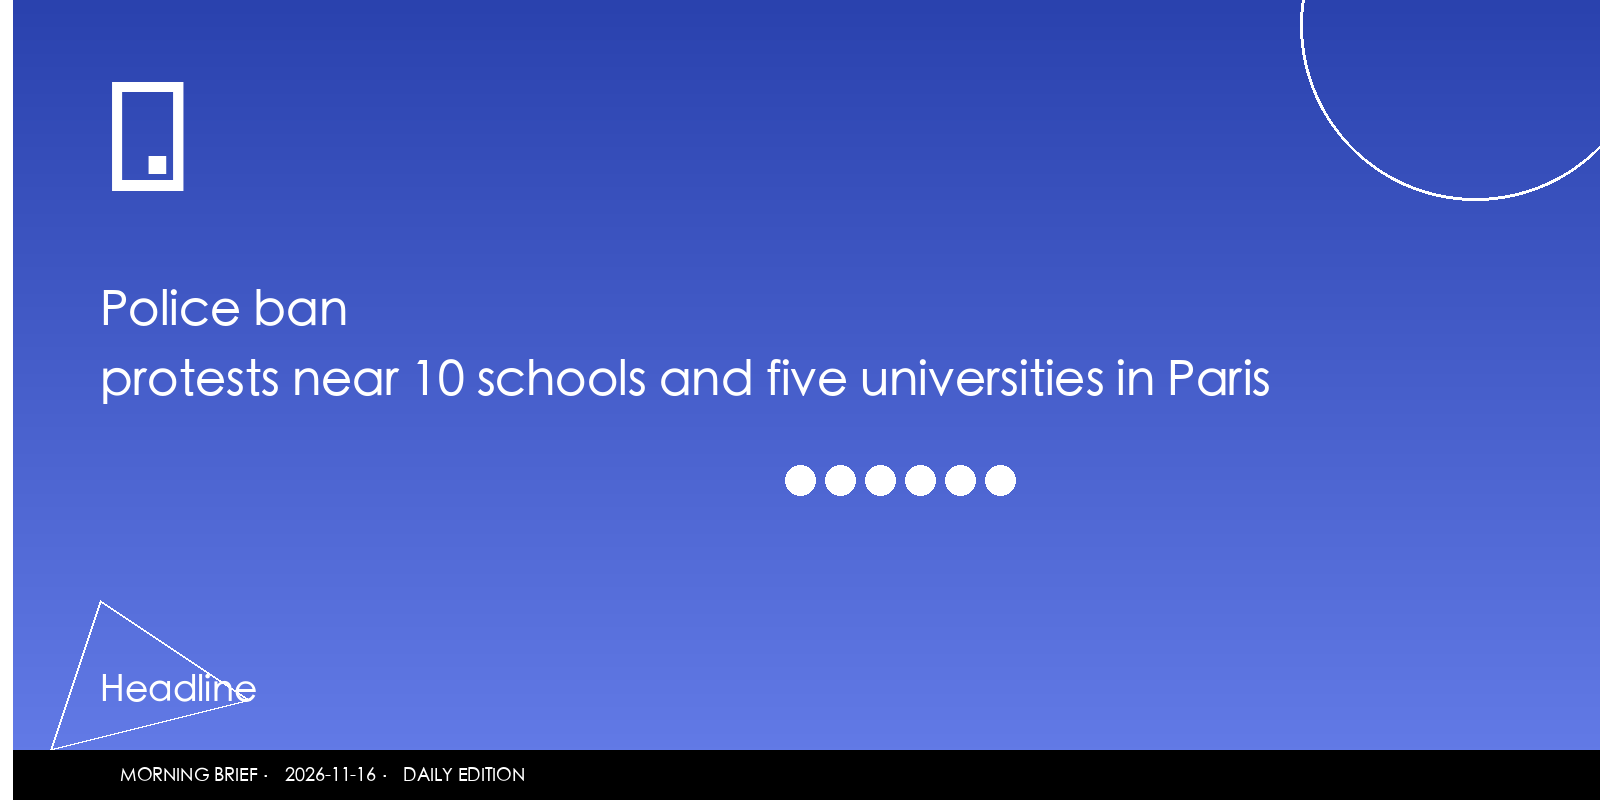 Police ban
protests near 10 schools and five universities in Paris
Headline
MORNING BRIEF · 2026-11-16 · DAILY EDITION